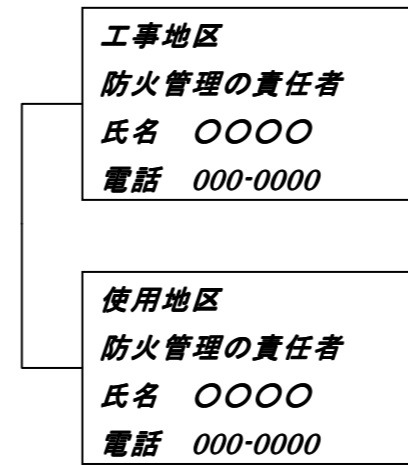 工事地区
防火管理の責任者
氏名　〇〇〇〇
電話　000-0000
使用地区
防火管理の責任者
氏名　〇〇〇〇
電話　000-0000